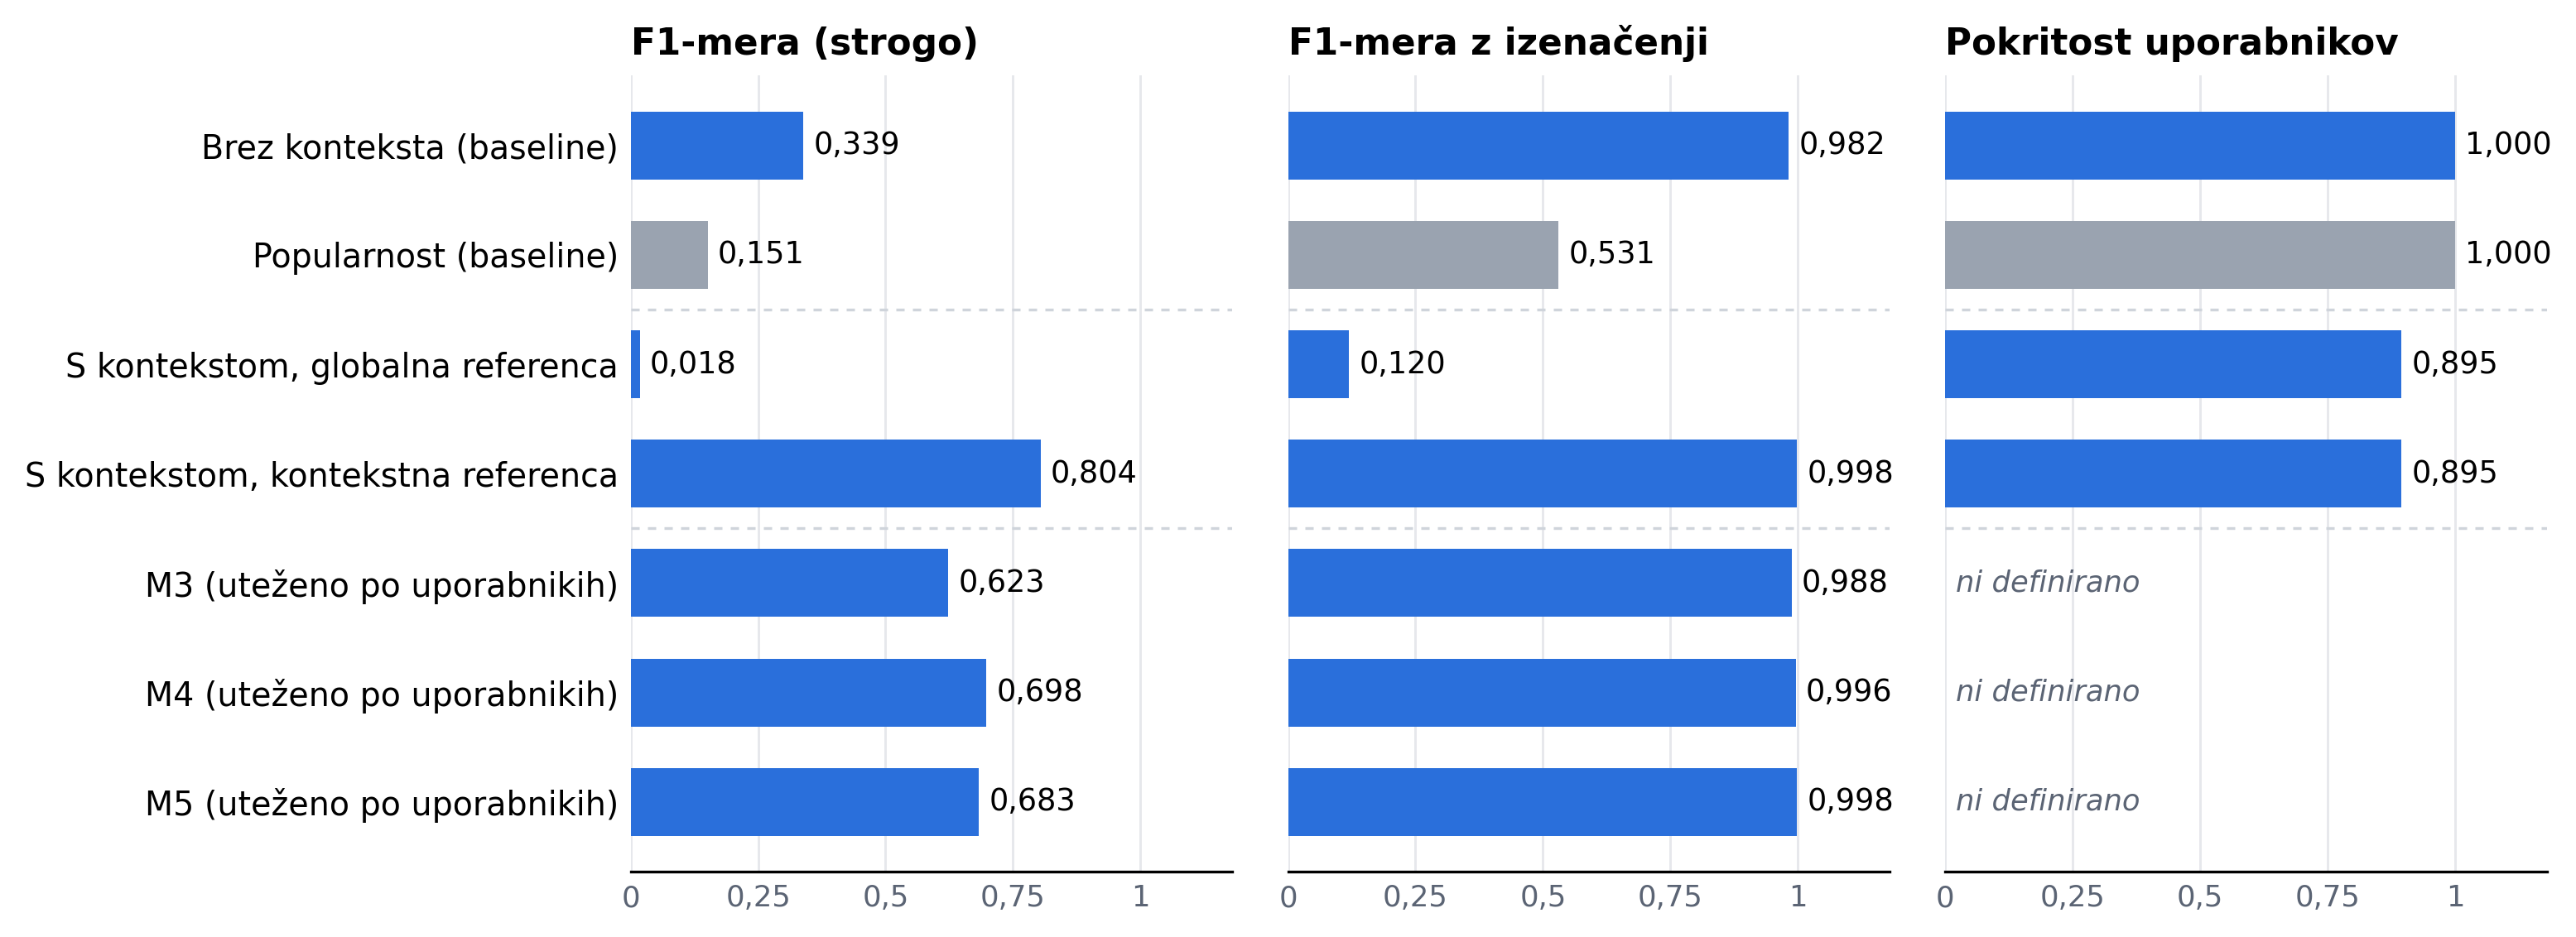 F1-mera (strogo)
F1-mera z izenačenji
Pokritost uporabnikov
Brez konteksta (baseline) 0,339 0,982 1,000
Popularnost (baseline) 0,151 0,531 1,000
S kontekstom, globalna referenca 0,018 0,120 0,895
S kontekstom, kontekstna referenca 0,804 0,998 0,895
M3 (uteženo po uporabnikih) 0,623 0,988 ni definirano
M4 (uteženo po uporabnikih) 0,698 0,996 ni definirano
M5 (uteženo po uporabnikih) 0,683 0,998 ni definirano
0 0,25 0,5 0,75 1
0 0,25 0,5 0,75 1
0 0,25 0,5 0,75 1